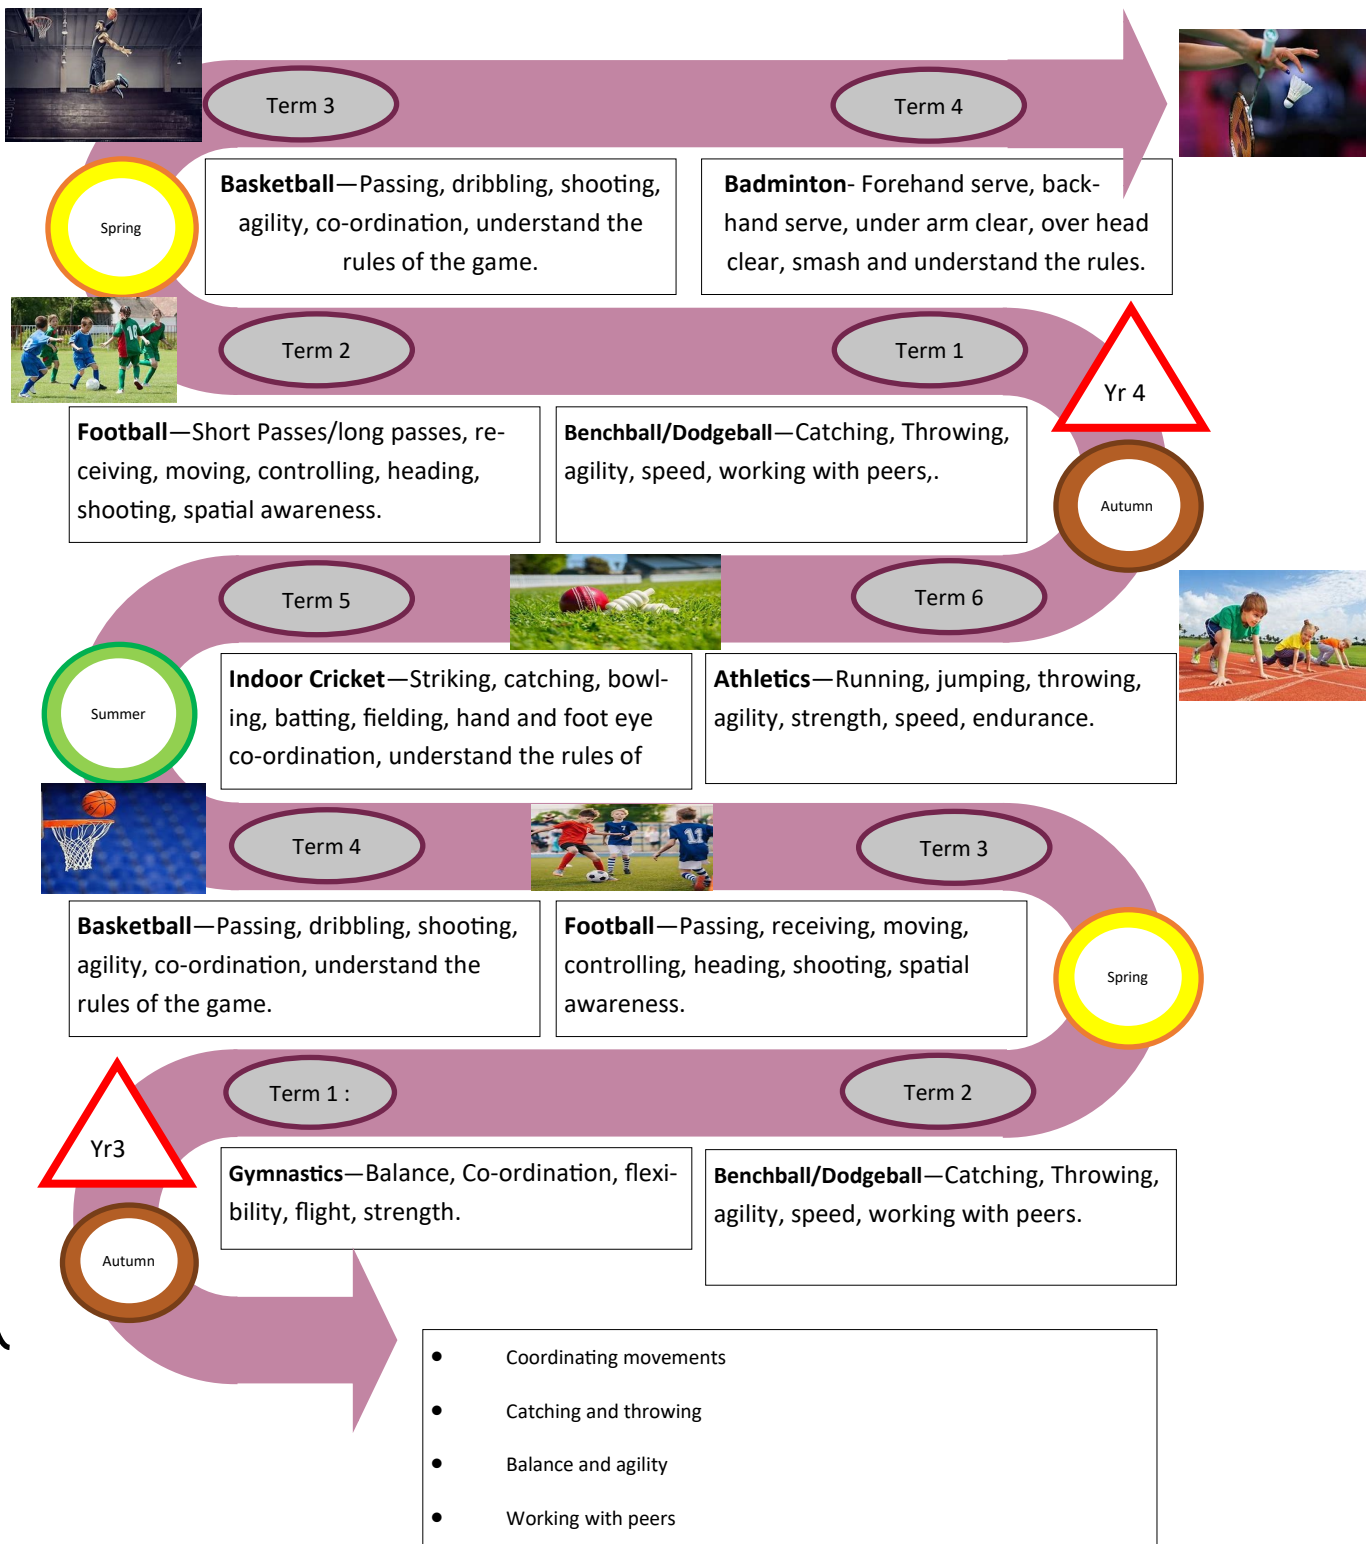 Term 3
Term 4
Basketball—Passing, dribbling, shooting,
agility, co-ordination, understand the
rules of the game.
Badminton- Forehand serve, back-
hand serve, under arm clear, over head
clear, smash and understand the rules.
Spring
Term 2
Term 1
Yr 4
Football—Short Passes/long passes, re-
ceiving, moving, controlling, heading,
shooting, spatial awareness.
Benchball/Dodgeball—Catching, Throwing,
agility, speed, working with peers,.
Autumn
Term 5
Term 6
Indoor Cricket—Striking, catching, bowl-
ing, batting, fielding, hand and foot eye
co-ordination, understand the rules of
Athletics—Running, jumping, throwing,
agility, strength, speed, endurance.
Summer
Term 4
Term 3
Basketball—Passing, dribbling, shooting,
agility, co-ordination, understand the
rules of the game.
Football—Passing, receiving, moving,
controlling, heading, shooting, spatial
awareness.
Spring
Term 1 :
Term 2
Yr3
Gymnastics—Balance, Co-ordination, flexi-
bility, flight, strength.
Benchball/Dodgeball—Catching, Throwing,
agility, speed, working with peers.
Autumn
• Coordinating movements
• Catching and throwing
• Balance and agility
• Working with peers